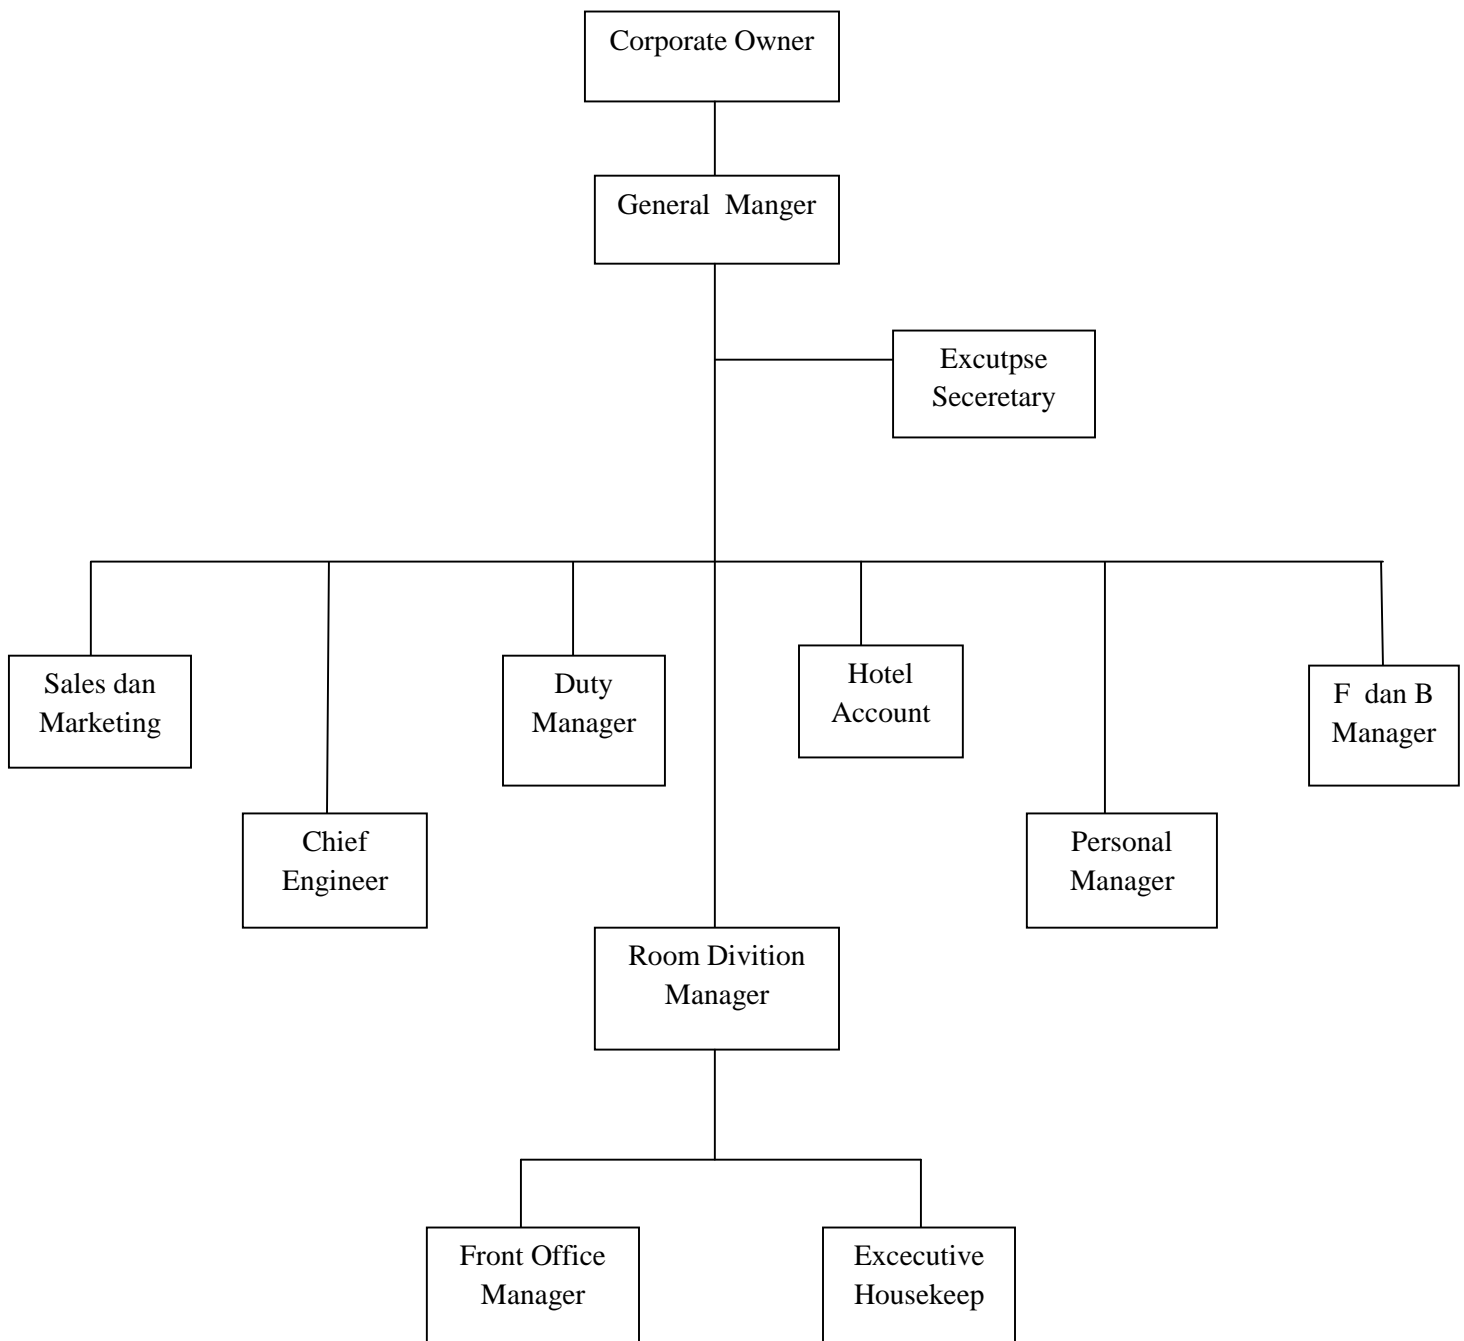 Corporate Owner
General  Manger
Excutpse
Seceretary
Sales dan
Marketing
Duty
Manager
Hotel
Account
F  dan B
Manager
Chief
Engineer
Personal
Manager
Room Divition
Manager
Front Office
Manager
Excecutive
Housekeep